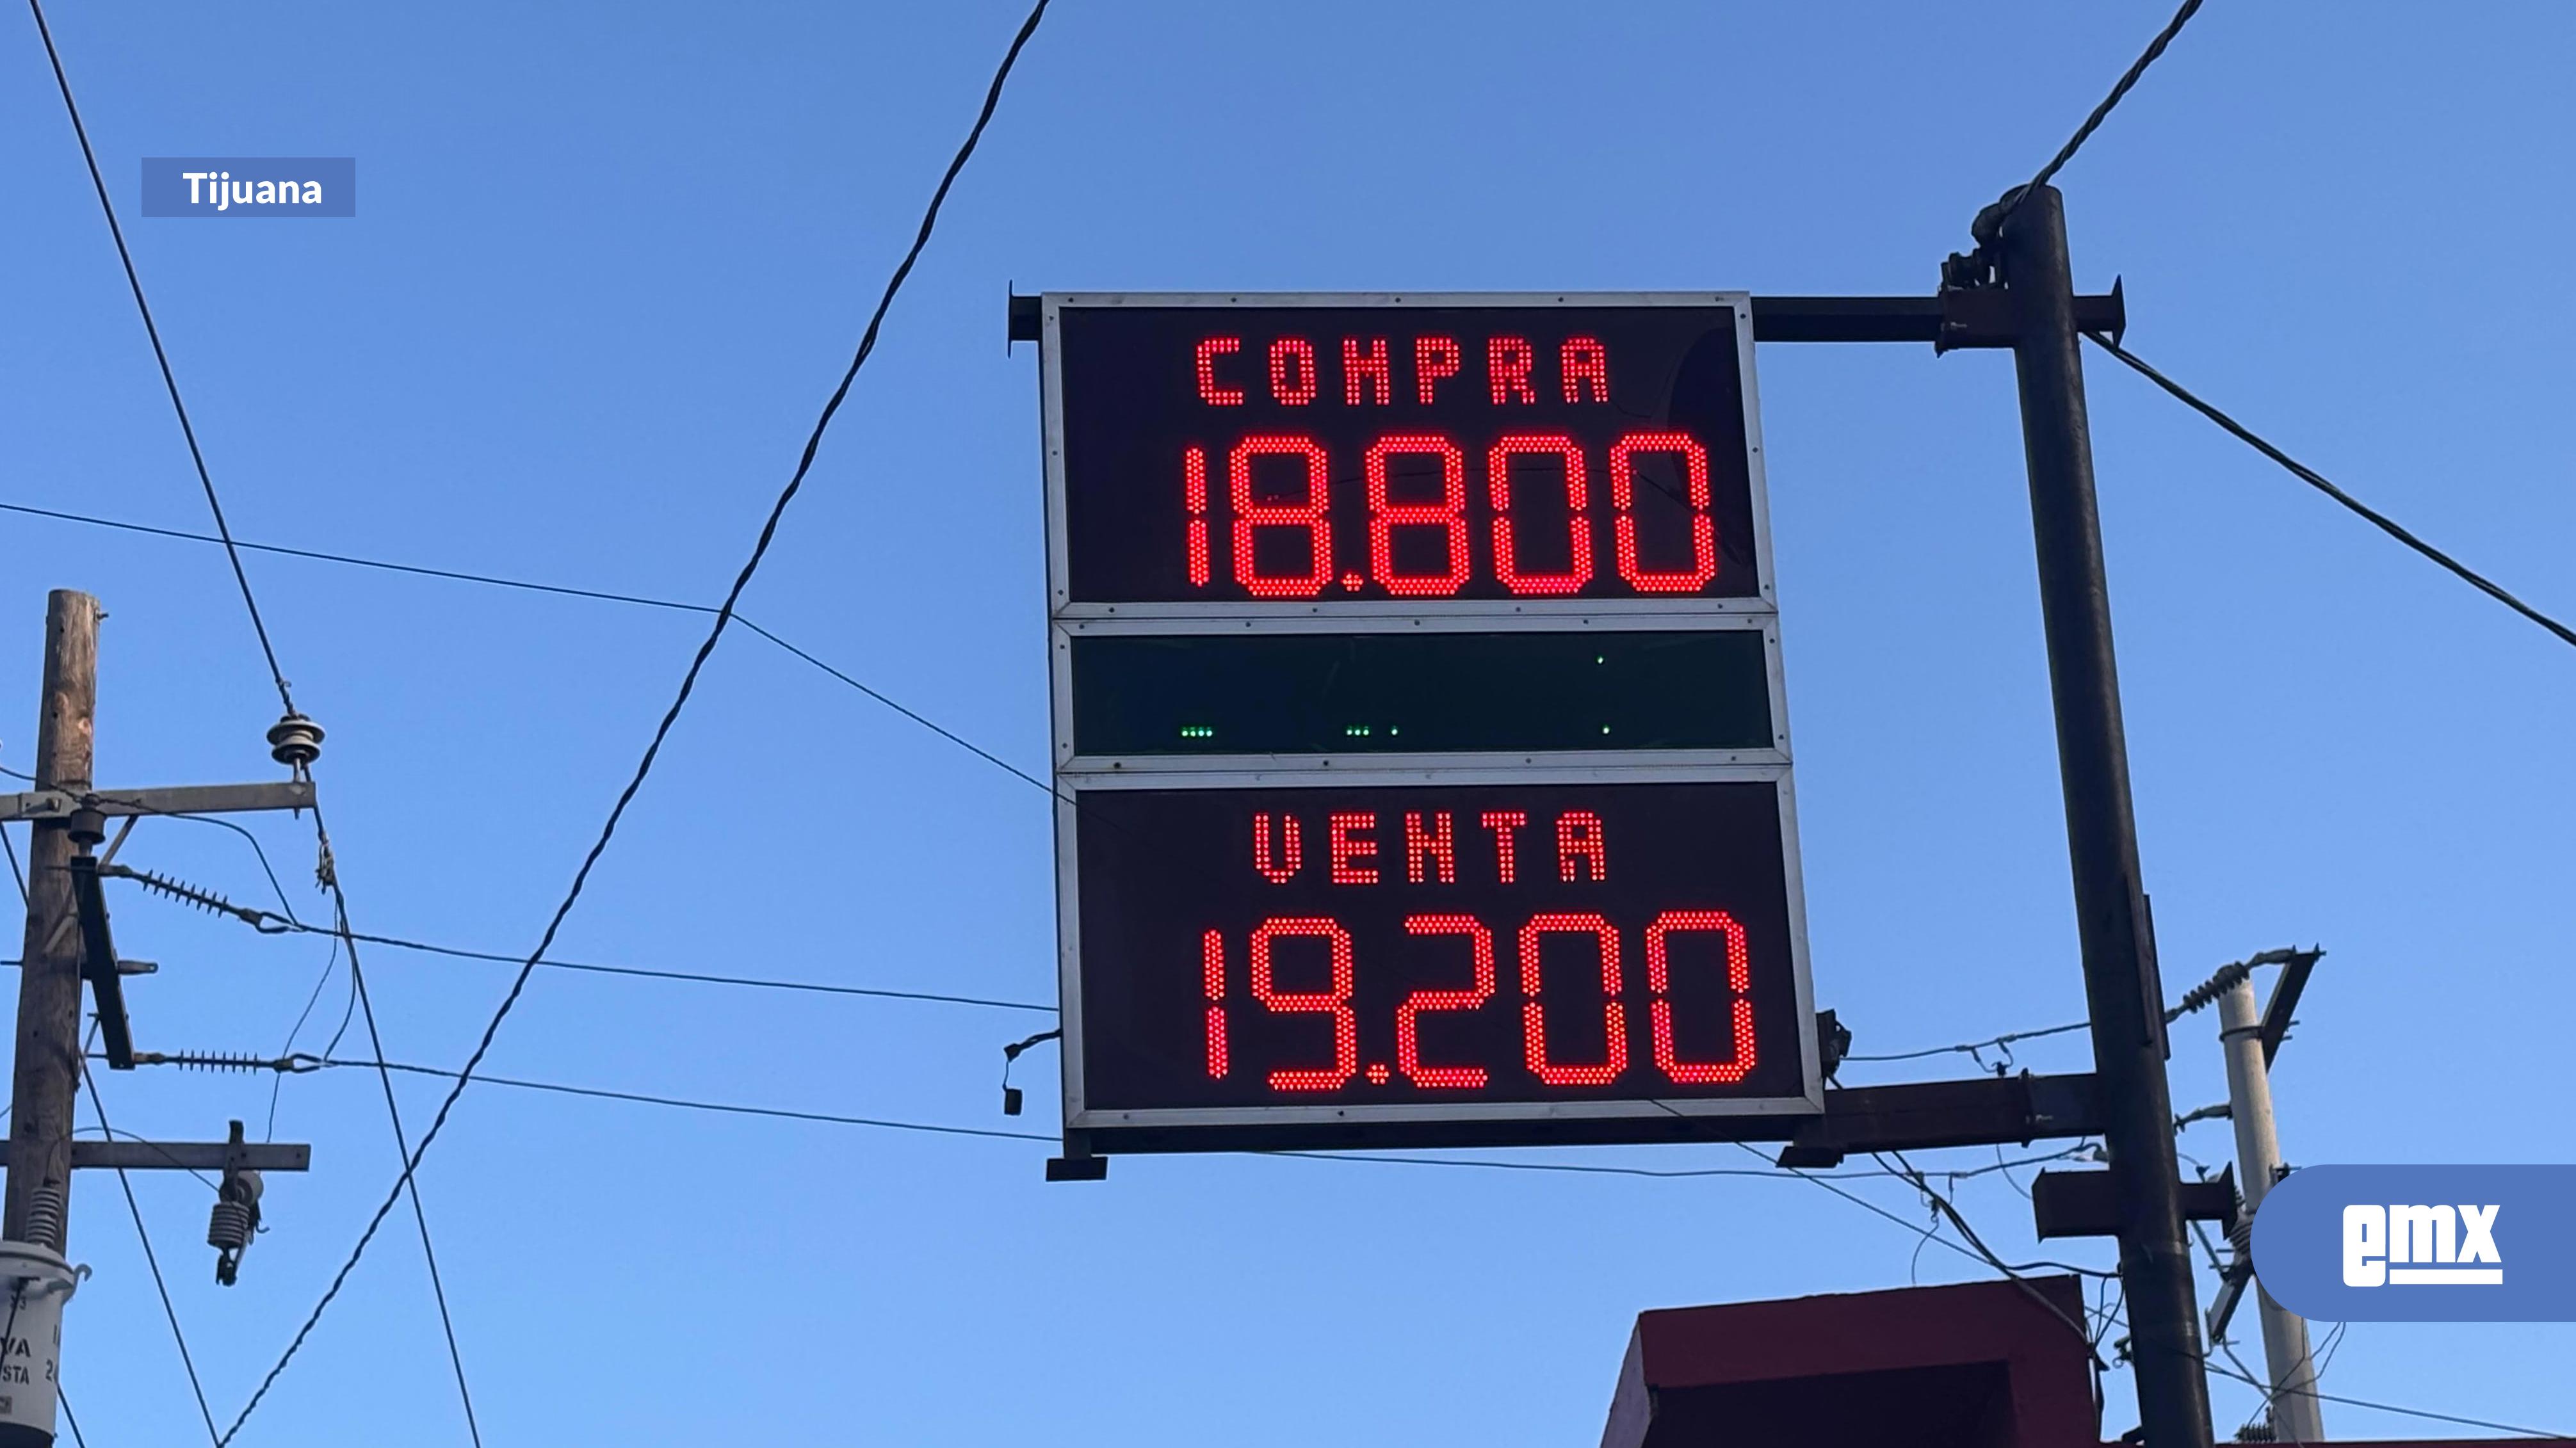 Tijuana
COMPRA
18.800
VENTA
19.200
emx